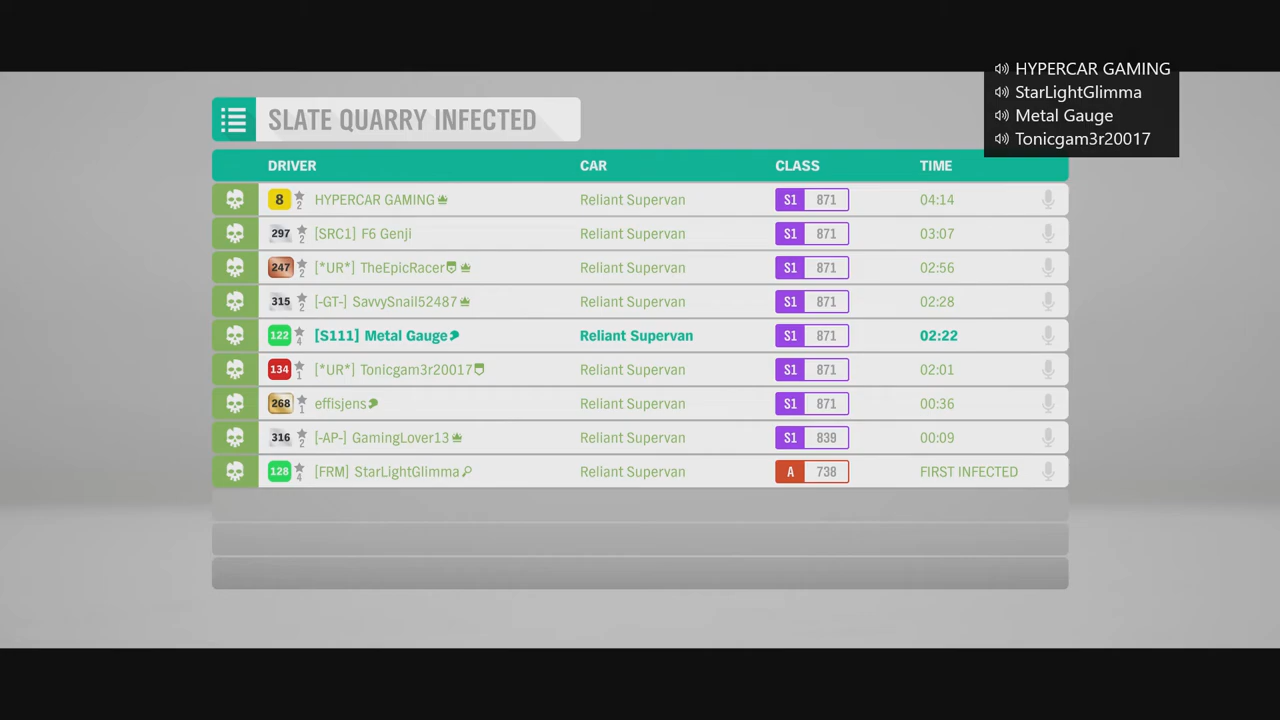 HYPERCAR GAMING
StarLightGlimma
Metal Gauge
Tonicgam3r20017
SLATE QUARRY INFECTED
DRIVER CAR CLASS TIME
8 2 HYPERCAR GAMING Reliant Supervan S1 871 04:14
297 2 [SRC1] F6 Genji Reliant Supervan S1 871 03:07
247 2 [*UR*] TheEpicRacer Reliant Supervan S1 871 02:56
315 2 [-GT-] SavvySnail52487 Reliant Supervan S1 871 02:28
122 4 [S111] Metal Gauge Reliant Supervan S1 871 02:22
134 1 [*UR*] Tonicgam3r20017 Reliant Supervan S1 871 02:01
268 1 effisjens Reliant Supervan S1 871 00:36
316 2 [-AP-] GamingLover13 Reliant Supervan S1 839 00:09
128 4 [FRM] StarLightGlimma Reliant Supervan A 738 FIRST INFECTED